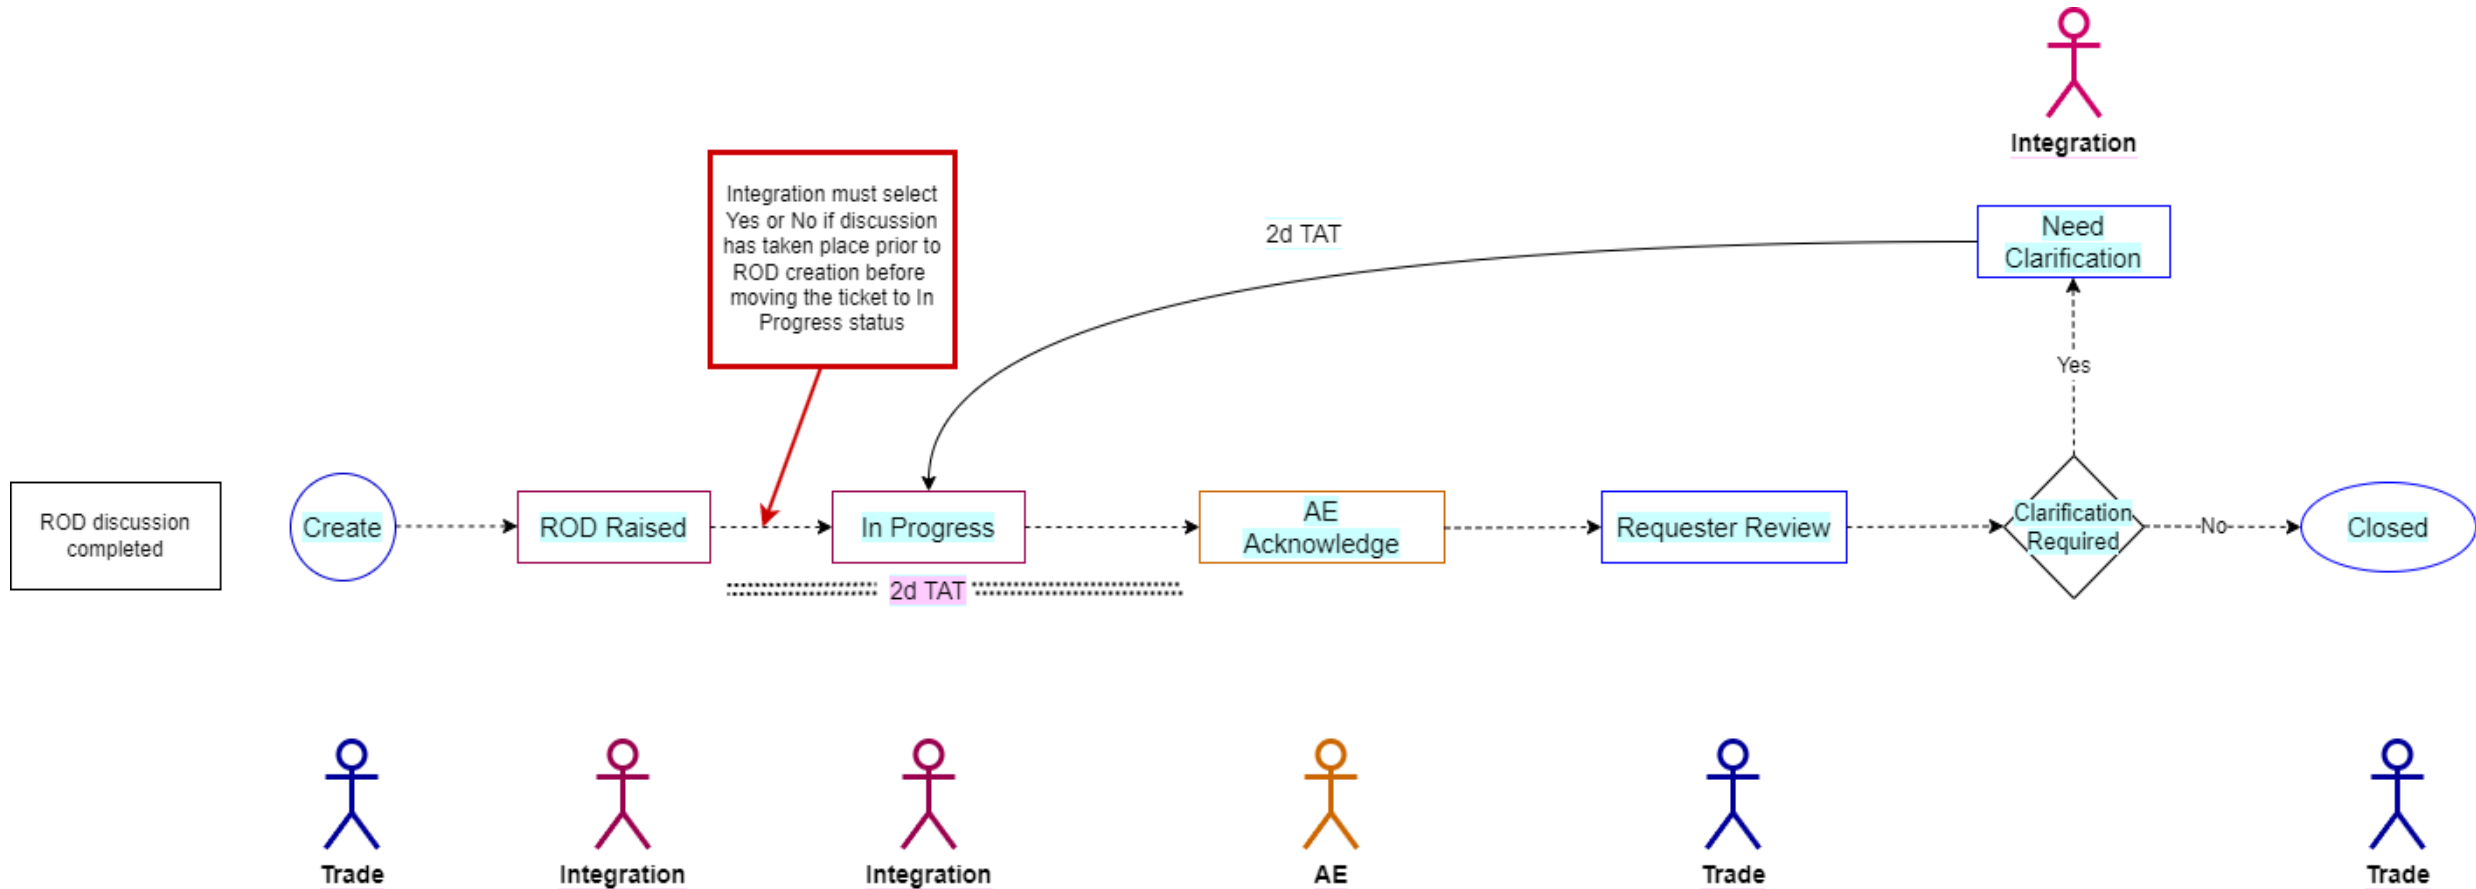 Integration
Integration must select
Yes or No if discussion
has taken place prior to
ROD creation before
moving the ticket to In
Progress status
2d TAT
Need
Clarification
Yes
ROD discussion
completed
Create
ROD Raised
In Progress
AE
Acknowledge
Requester Review
Clarification
Required
No
Closed
2d TAT
Trade
Integration
Integration
AE
Trade
Trade